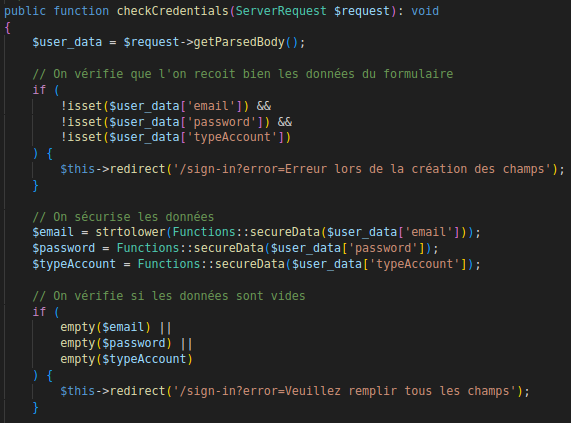 public function checkCredentials(ServerRequest $request): void
{
$user_data = $request->getParsedBody();
// On vérifie que l'on recoit bien les données du formulaire
if (
!isset($user_data['email']) &&
!isset($user_data['password']) &&
!isset($user_data['typeAccount'])
) {
$this->redirect('/sign-in?error=Erreur lors de la création des champs');
}
// On sécurise les données
$email = strtolower(Functions::secureData($user_data['email']));
$password = Functions::secureData($user_data['password']);
$typeAccount = Functions::secureData($user_data['typeAccount']);
// On vérifie si les données sont vides
if (
empty($email) ||
empty($password) ||
empty($typeAccount)
) {
$this->redirect('/sign-in?error=Veuillez remplir tous les champs');
}